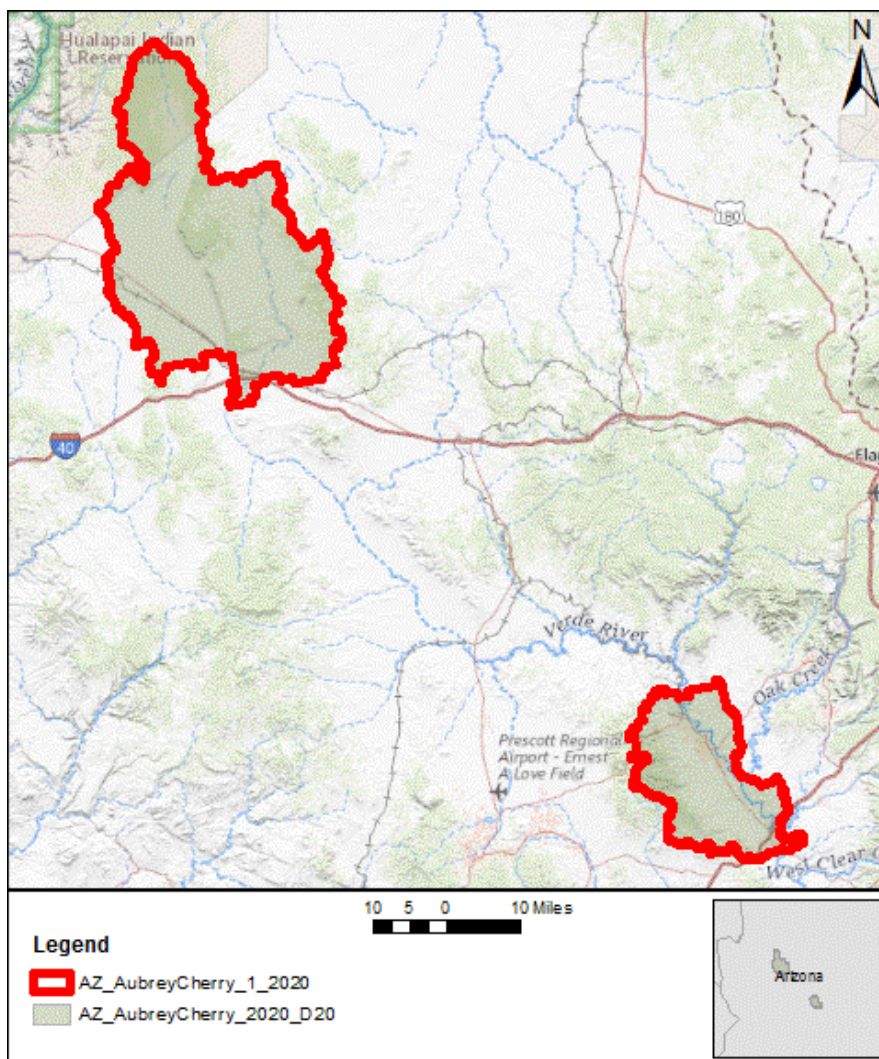 Hualapai Indian
Reservation
River
N
180
40
Flag
Verde River
Oak Creek
Prescott Regional
Airport - Ernest
A Love Field
West Clear C
10 5 0 10 Miles
Legend
AZ_AubreyCherry_1_2020
AZ_AubreyCherry_2020_D20
Arizona